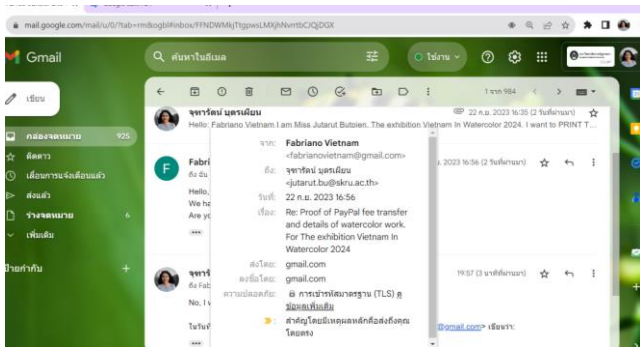 mail.google.com/mail/u/0/?tab=rm&ogbl#inbox/FFNDWMkjTtgpwsLMXjhNvmtbCJQjDGX
Gmail
ค้นหาในอีเมล
ใช้งาน
เขียน
1 จาก 984
กล่องจดหมาย 925
ติดดาว
เลื่อนการแจ้งเตือนแล้ว
ส่งแล้ว
ร่างจดหมาย 6
เพิ่มเติม
ป้ายกำกับ
จุฑารัตน์ บุตรเผียน
22 ก.ย. 2023 16:35 (2 วันที่ผ่านมา)
Hello: Fabriano Vietnam I am Miss Jutarut Butpien. The exhibition Vietnam In Watercolor 2024. I want to PRINT T...
จาก: Fabriano Vietnam
<fabrianovietnam@gmail.com>
ถึง: จุฑารัตน์ บุตรเผียน
<jutarut.bu@skru.ac.th>
วันที่: 22 ก.ย. 2023 16:56
เรื่อง: Re: Proof of PayPal fee transfer
and details of watercolor work.
For The exhibition Vietnam In
Watercolor 2024
ส่งโดย: gmail.com
ลงชื่อโดย: gmail.com
ความปลอดภัย: การเข้ารหัสมาตรฐาน (TLS) ดู
ข้อมูลเพิ่มเติม
: สำคัญโดยมีเหตุผลหลักคือส่งถึงคุณ
โดยตรง
F
Fabri
2023 16:56 (2 วันที่ผ่านมา)
ถึง ฉัน
Hello,
We ha
Are yo
จุฑารั
19:57 (3 นาทีที่ผ่านมา)
ถึง Fab
No, I
ในวันที่
@gmail.com> เขียนว่า: